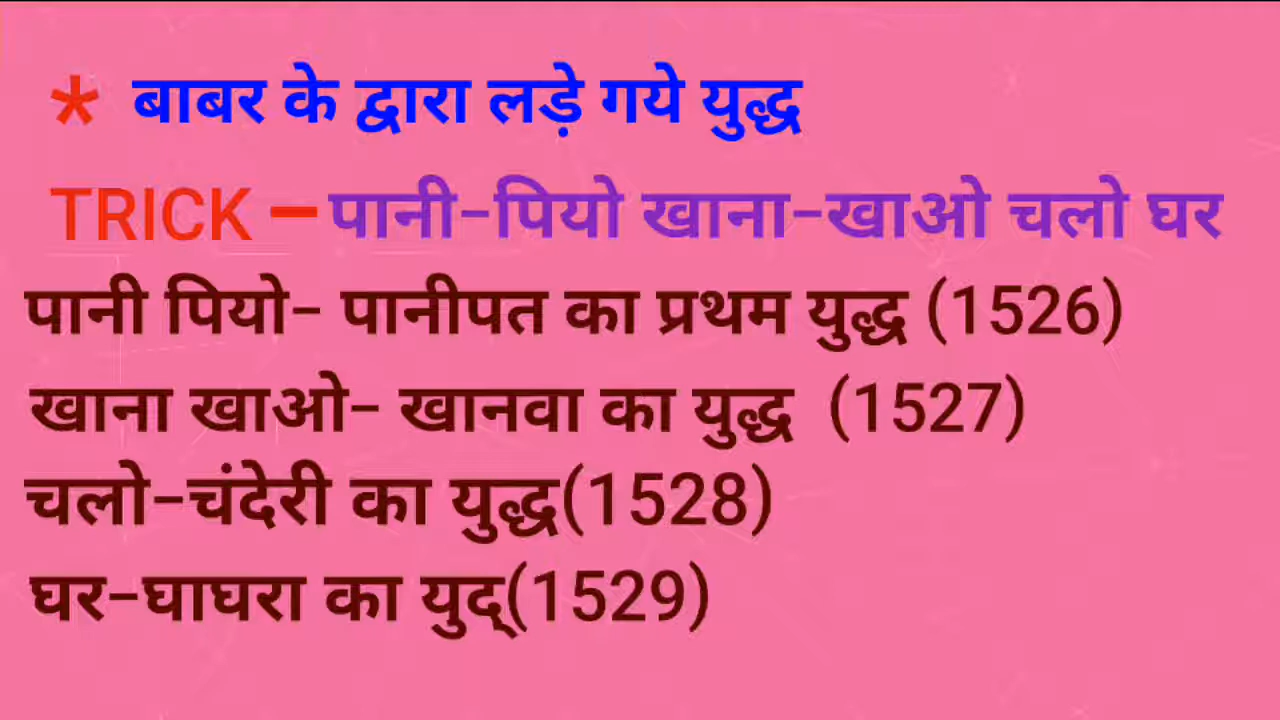 * बाबर के द्वारा लड़े गये युद्ध
TRICK - पानी-पियो खाना-खाओ चलो घर
पानी पियो- पानीपत का प्रथम युद्ध (1526)
खाना खाओ- खानवा का युद्ध (1527)
चलो-चंदेरी का युद्ध(1528)
घर-घाघरा का युद्(1529)